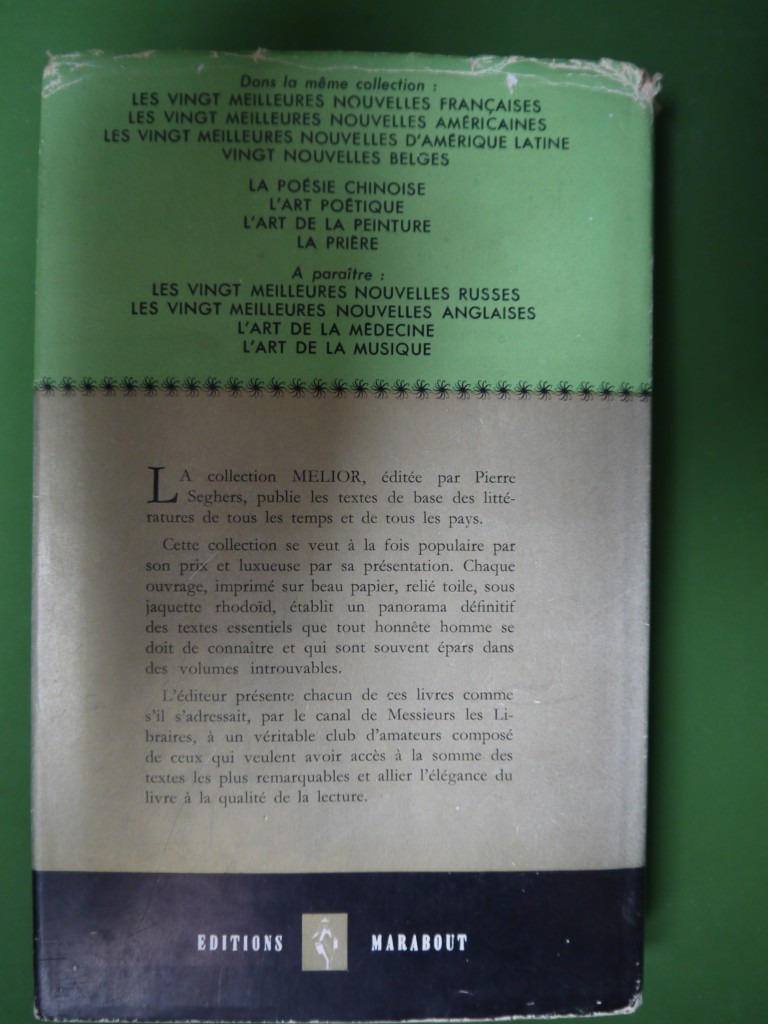 Dans la même collection :
LES VINGT MEILLEURES NOUVELLES FRANÇAISES
LES VINGT MEILLEURES NOUVELLES AMÉRICAINES
LES VINGT MEILLEURES NOUVELLES D'AMÉRIQUE LATINE
VINGT NOUVELLES BELGES
LA POÉSIE CHINOISE
L'ART POÉTIQUE
L'ART DE LA PEINTURE
LA PRIÈRE
A paraître :
LES VINGT MEILLEURES NOUVELLES RUSSES
LES VINGT MEILLEURES NOUVELLES ANGLAISES
L'ART DE LA MÉDECINE
L'ART DE LA MUSIQUE
LA collection MELIOR, éditée par Pierre
Seghers, publie les textes de base des litté-
ratures de tous les temps et de tous les pays.
Cette collection se veut à la fois populaire par
son prix et luxueuse par sa présentation. Chaque
ouvrage, imprimé sur beau papier, relié toile, sous
jaquette rhodoïd, établit un panorama définitif
des textes essentiels que tout honnête homme se
doit de connaître et qui sont souvent épars dans
des volumes introuvables.
L'éditeur présente chacun de ces livres comme
s'il s'adressait, par le canal de Messieurs les Li-
braires, à un véritable club d'amateurs composé
de ceux qui veulent avoir accès à la somme des
textes les plus remarquables et allier l'élégance du
livre à la qualité de la lecture.
EDITIONS MARABOUT